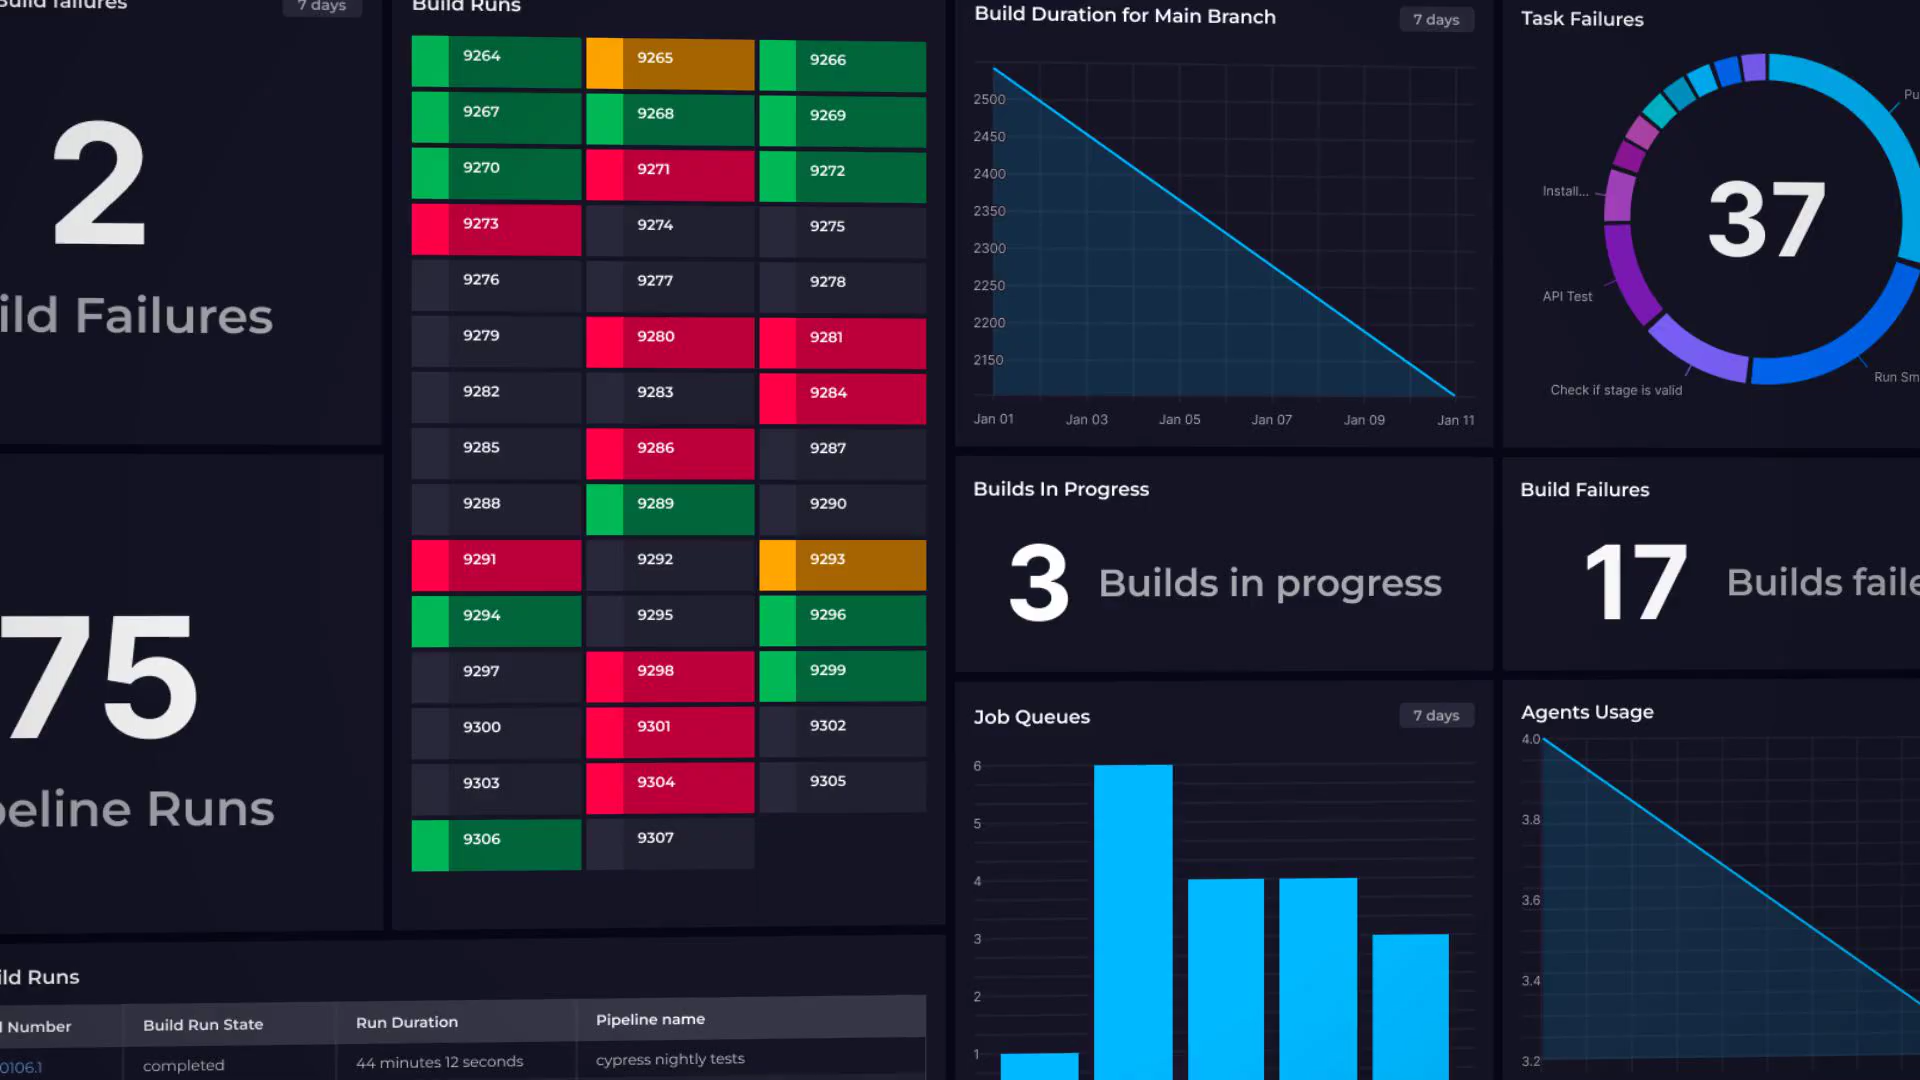 Build failures
7 days
2
ild Failures
75
peline Runs
Build Runs
9264 9265 9266
9267 9268 9269
9270 9271 9272
9273 9274 9275
9276 9277 9278
9279 9280 9281
9282 9283 9284
9285 9286 9287
9288 9289 9290
9291 9292 9293
9294 9295 9296
9297 9298 9299
9300 9301 9302
9303 9304 9305
9306 9307
ild Runs
Number Build Run State Run Duration Pipeline name
0106.1 completed 44 minutes 12 seconds cypress nightly tests
Build Duration for Main Branch
7 days
2500
2450
2400
2350
2300
2250
2200
2150
Jan 01 Jan 03 Jan 05 Jan 07 Jan 09 Jan 11
Builds In Progress
3 Builds in progress
Job Queues
7 days
6
5
4
3
2
1
Task Failures
Pu
Install...
37
API Test
Run Sm
Check if stage is valid
Build Failures
17 Builds faile
Agents Usage
4.0
3.8
3.6
3.4
3.2